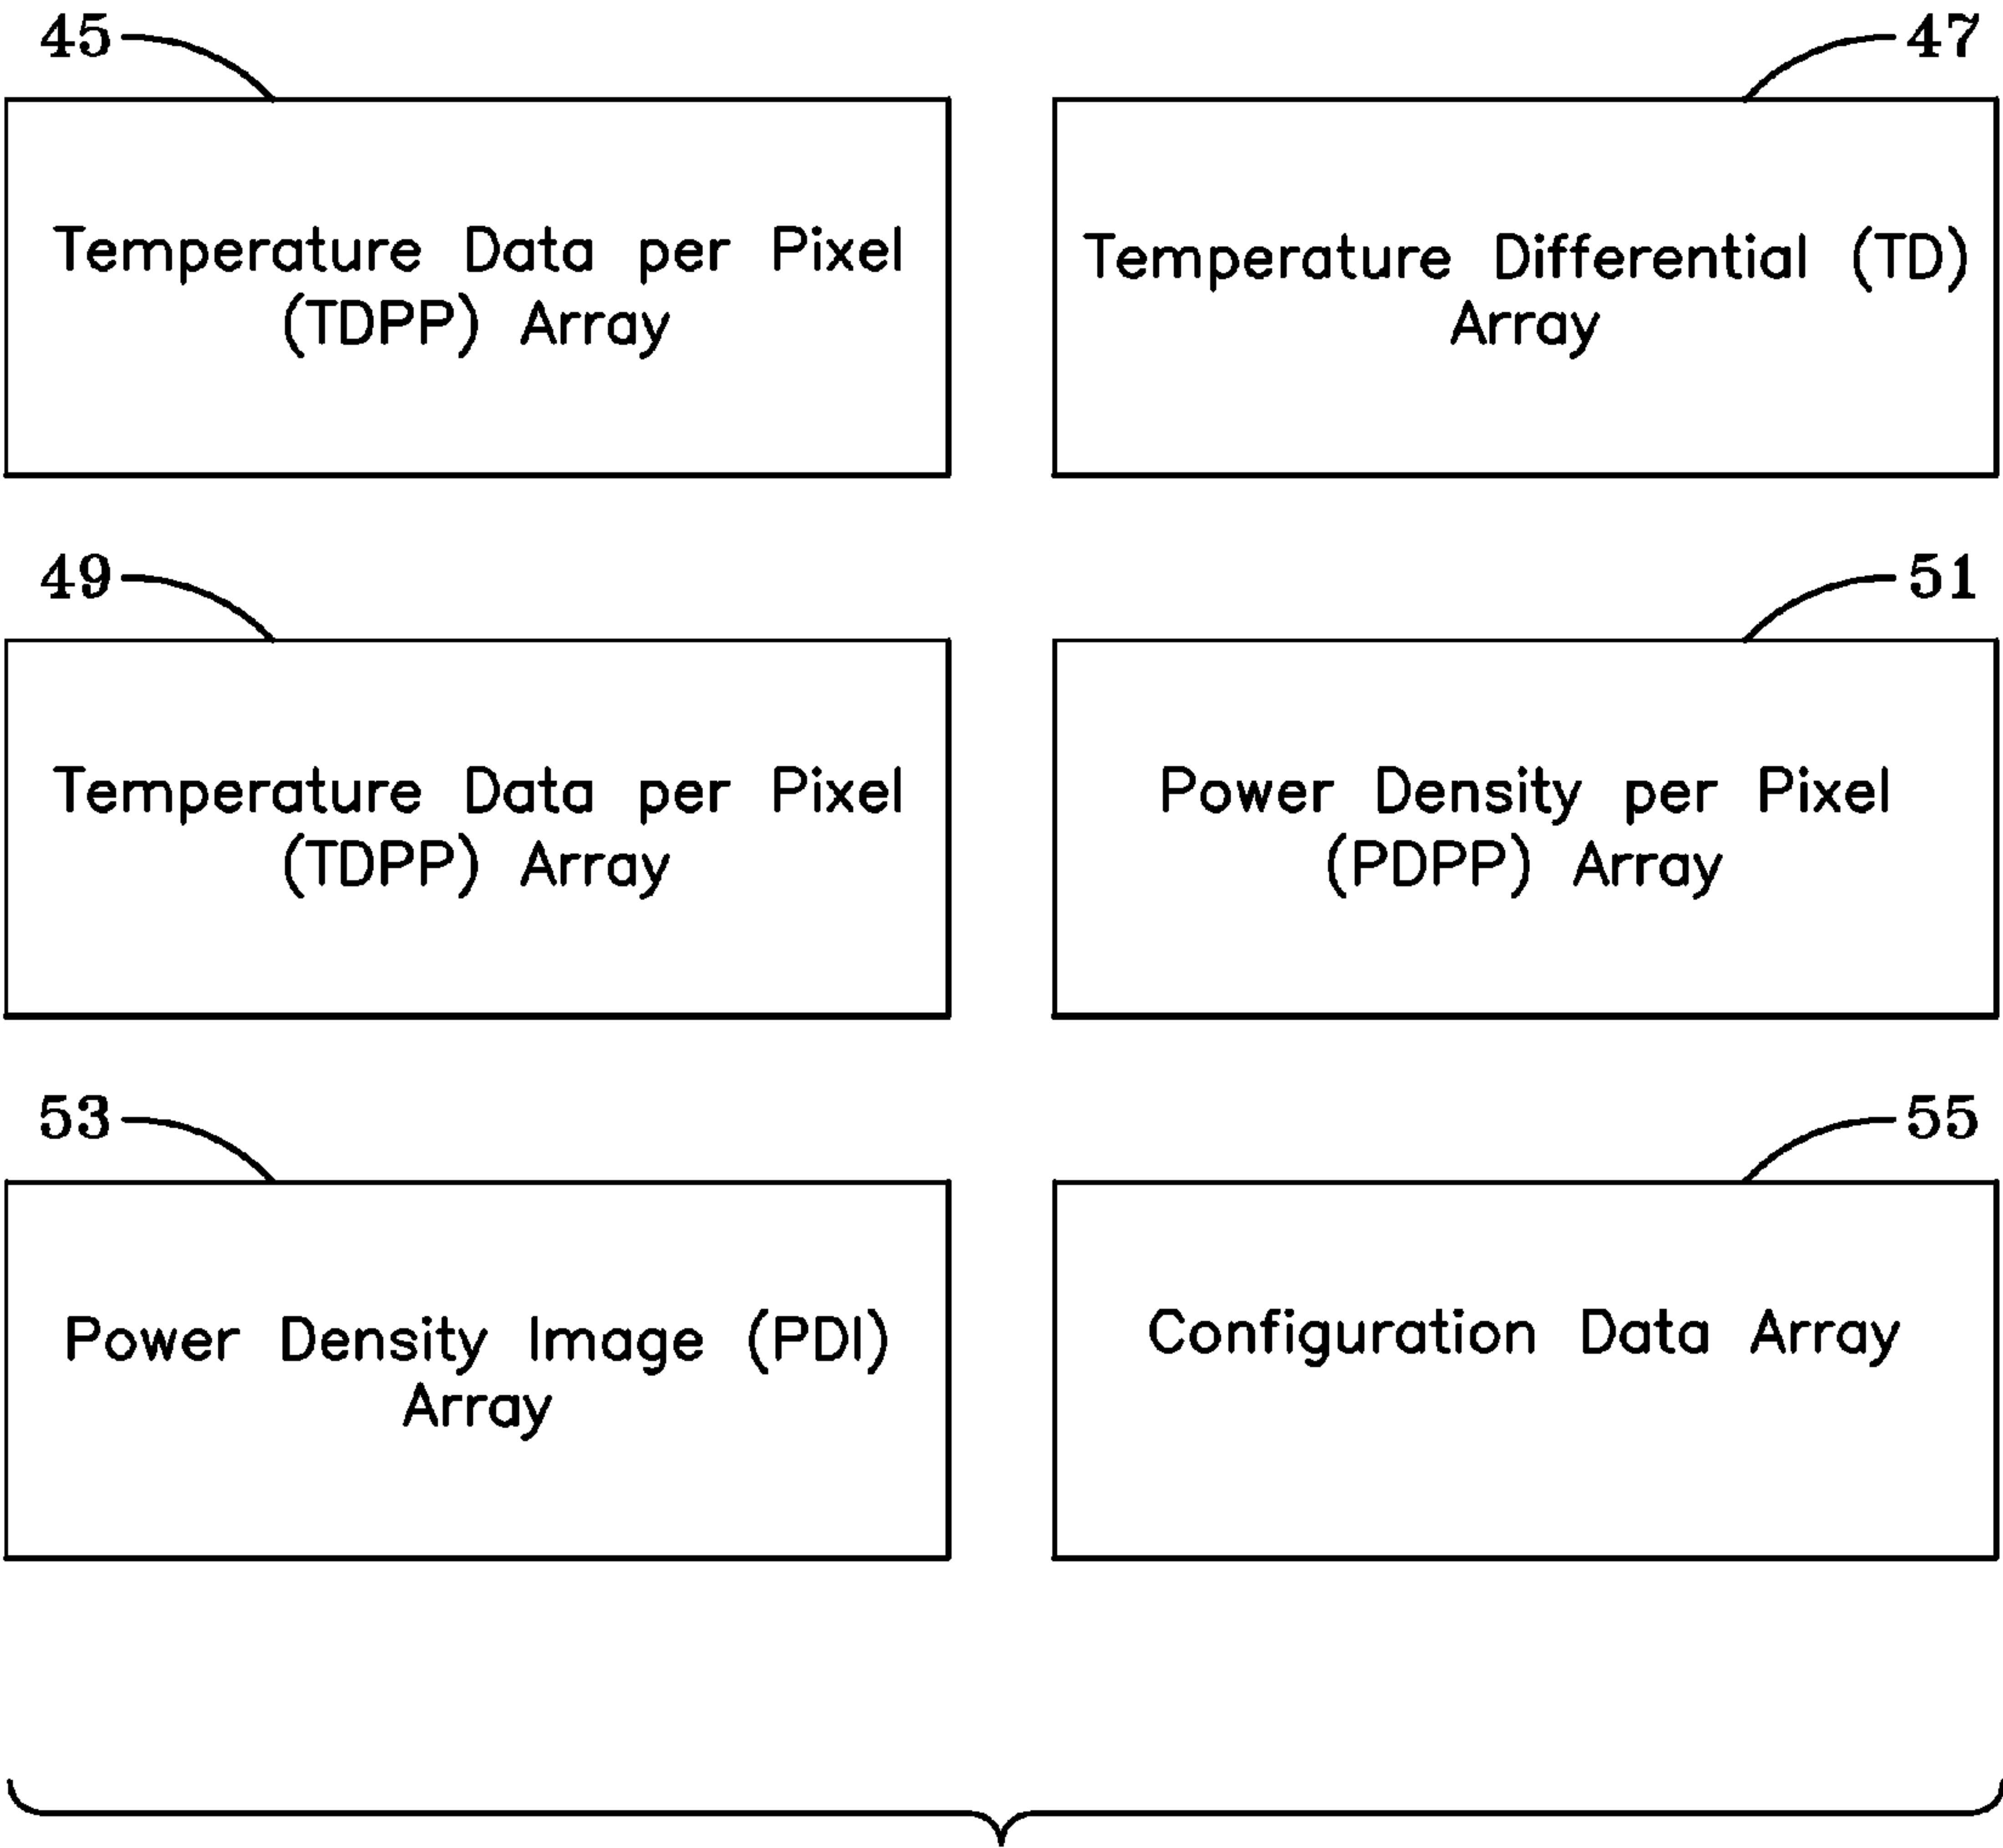 45
47
Temperature Data per Pixel
(TDPP) Array
Temperature Differential (TD)
Array
49
51
Temperature Data per Pixel
(TDPP) Array
Power Density per Pixel
(PDPP) Array
53
55
Power Density Image (PDI)
Array
Configuration Data Array